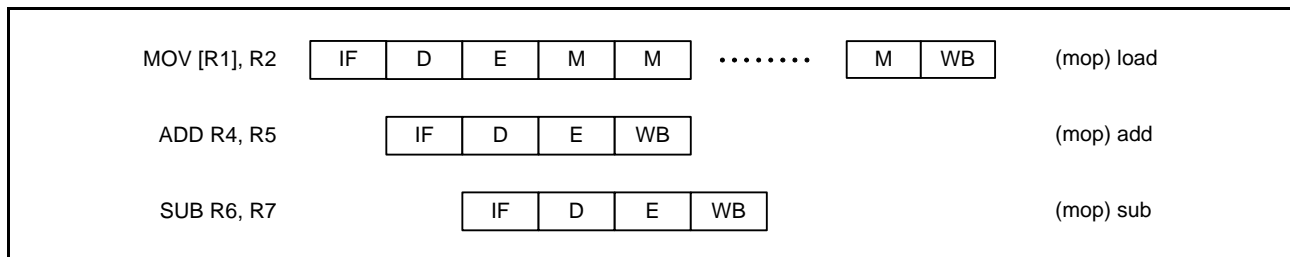 MOV [R1], R2 IF D E M M ........ M WB (mop) load
ADD R4, R5 IF D E WB (mop) add
SUB R6, R7 IF D E WB (mop) sub